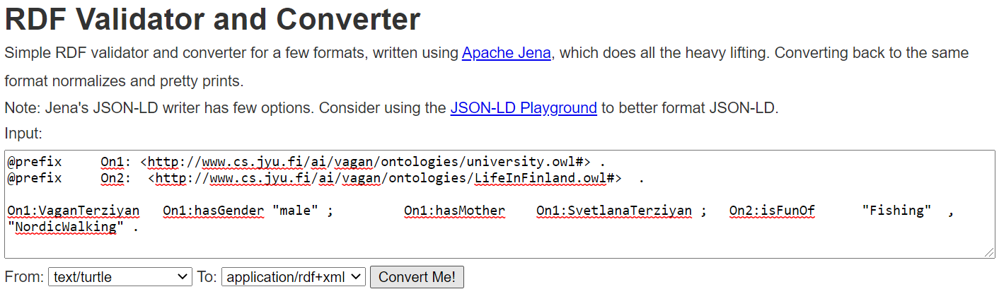 RDF Validator and Converter
Simple RDF validator and converter for a few formats, written using Apache Jena, which does all the heavy lifting. Converting back to the same
format normalizes and pretty prints.
Note: Jena's JSON-LD writer has few options. Consider using the JSON-LD Playground to better format JSON-LD.
Input:
@prefix On1: <http://www.cs.jyu.fi/ai/vagan/ontologies/university.owl#> .
@prefix On2: <http://www.cs.jyu.fi/ai/vagan/ontologies/LifeInFinland.owl#> .
On1:VaganTerziyan On1:hasGender "male" ; On1:hasMother On1:SvetlanaTerziyan ; On2:isFunOf "Fishing" ,
"NordicWalking" .
From: text/turtle To: application/rdf+xml Convert Me!